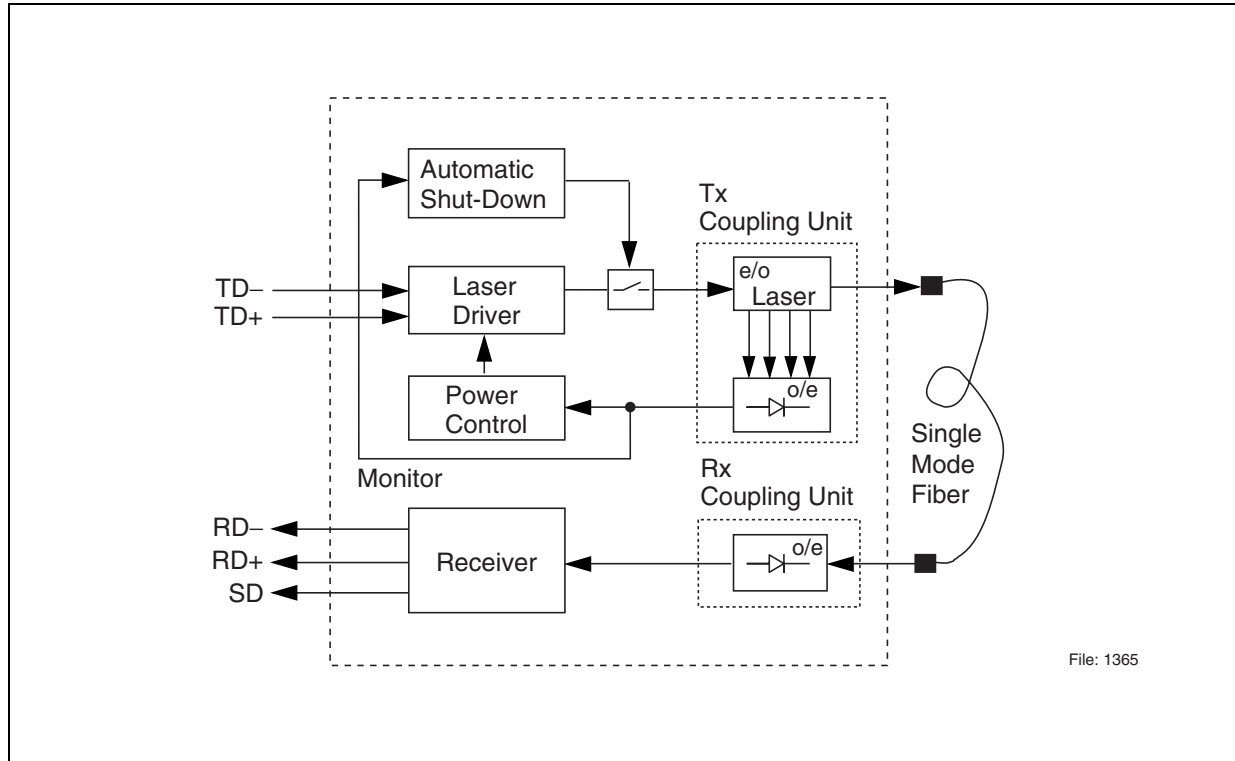 Automatic
Shut-Down
Tx
Coupling Unit
TD–
TD+
Laser
Driver
e/o
Laser
Power
Control
o/e
Monitor
Single
Mode
Fiber
Rx
Coupling Unit
RD–
RD+
SD
Receiver
o/e
File: 1365